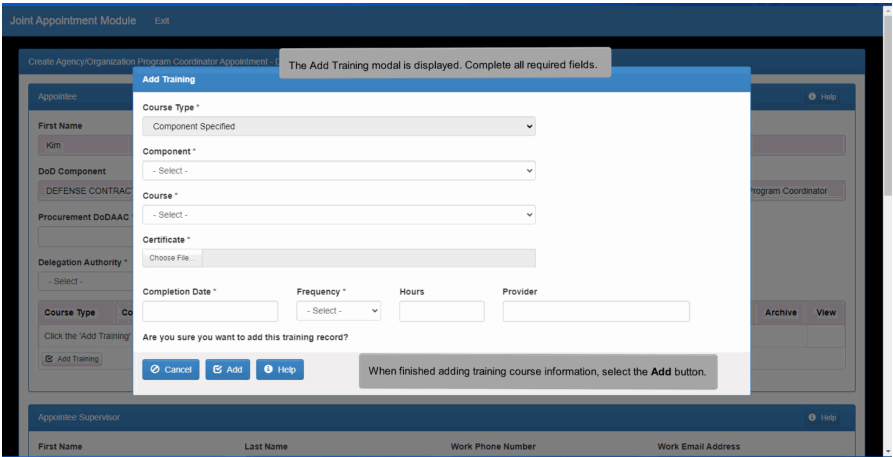 Joint Appointment Module Exit
Create Agency/Organization Program Coordinator Appointment - D
The Add Training modal is displayed. Complete all required fields.
Add Training
Appointee Help
Course Type *
First Name
Component Specified
Kim
Component *
DoD Component
- Select -
DEFENSE CONTRAC Program Coordinator
Course *
Procurement DoDAAC *
- Select -
Certificate *
Choose File...
Delegation Authority *
- Select -
Completion Date * Frequency * Hours Provider
- Select -
Course Type Co Archive View
Click the 'Add Training'
Are you sure you want to add this training record?
Add Training
Cancel Add Help
When finished adding training course information, select the Add button.
Appointee Supervisor Help
First Name Last Name Work Phone Number Work Email Address